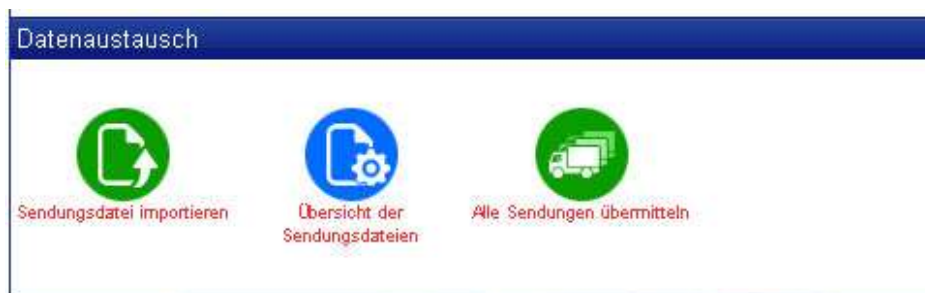 Datenaustausch
Sendungsdatei importieren
Übersicht der
Sendungsdateien
Alle Sendungen übermitteln